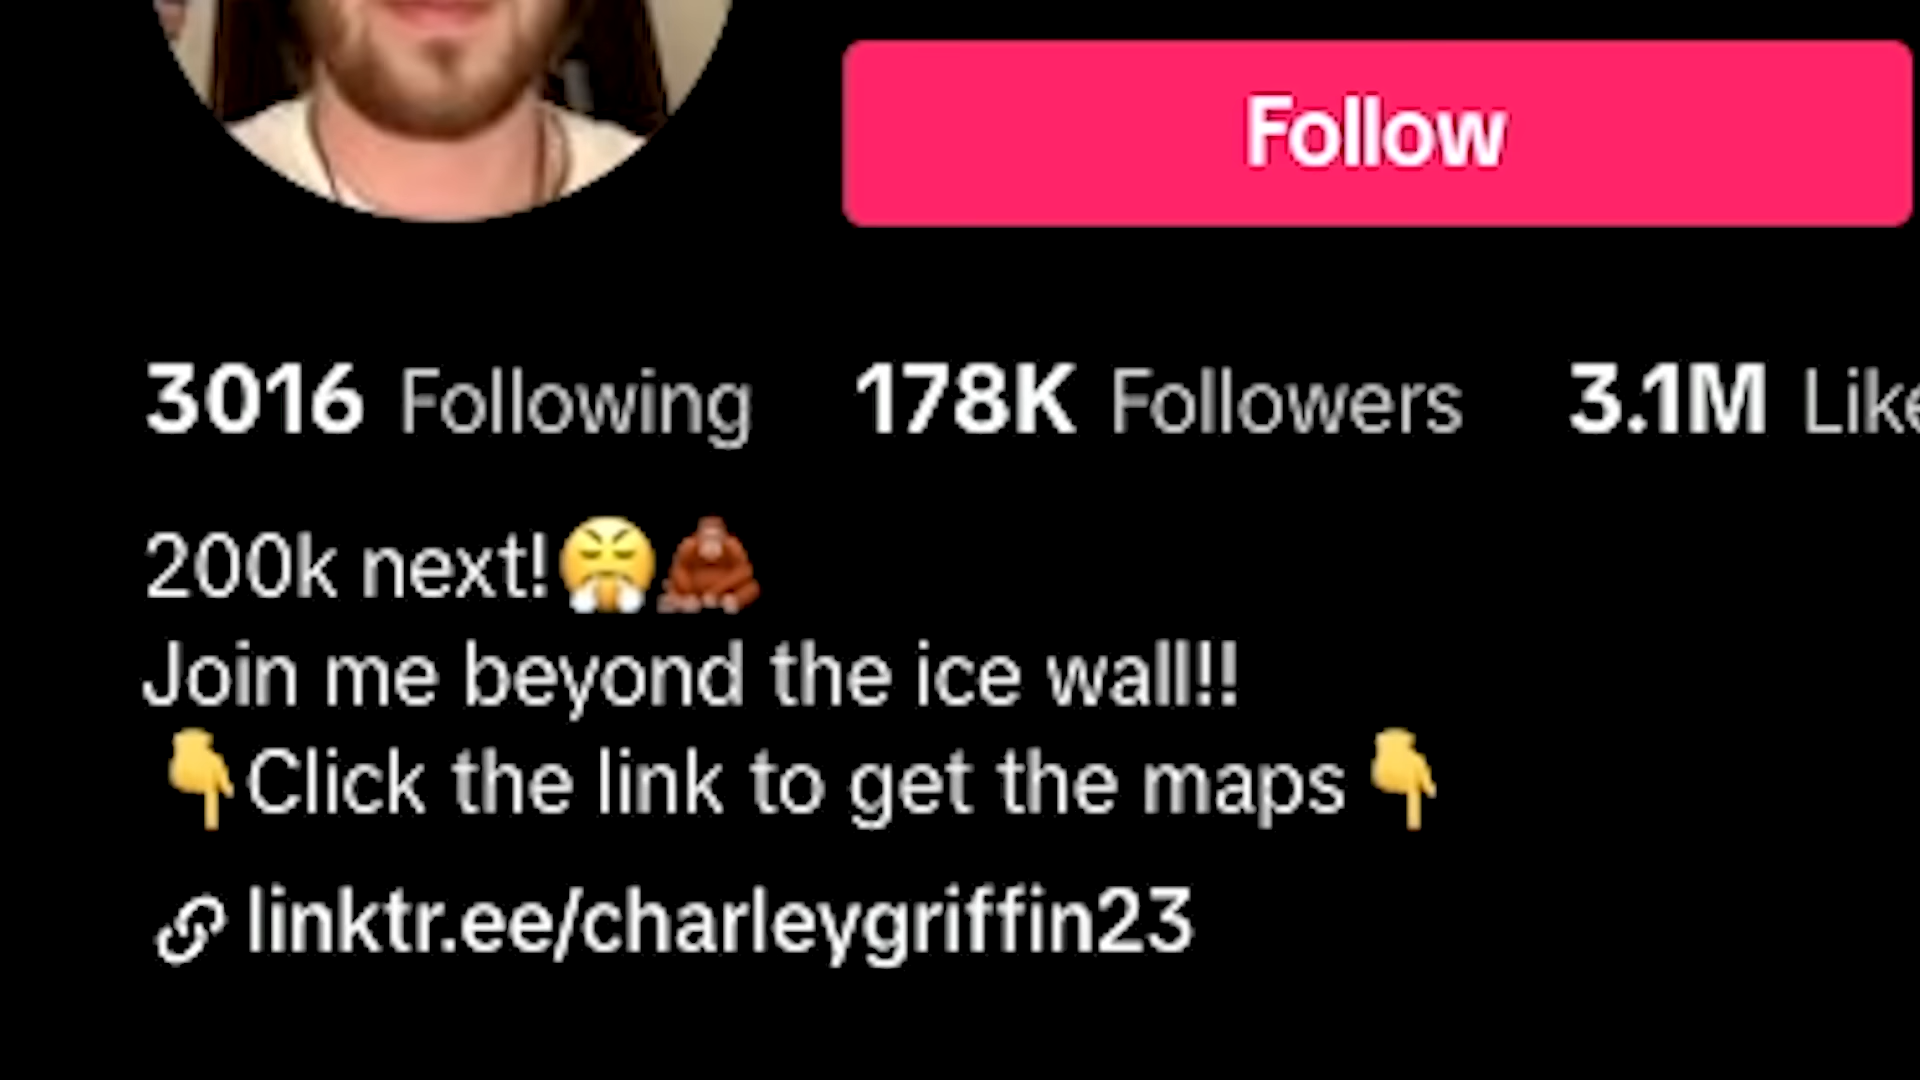 Follow
3016 Following 178K Followers 3.1M Like
200k next!😤🦧
Join me beyond the ice wall!!
👇Click the link to get the maps👇
linktr.ee/charleygriffin23